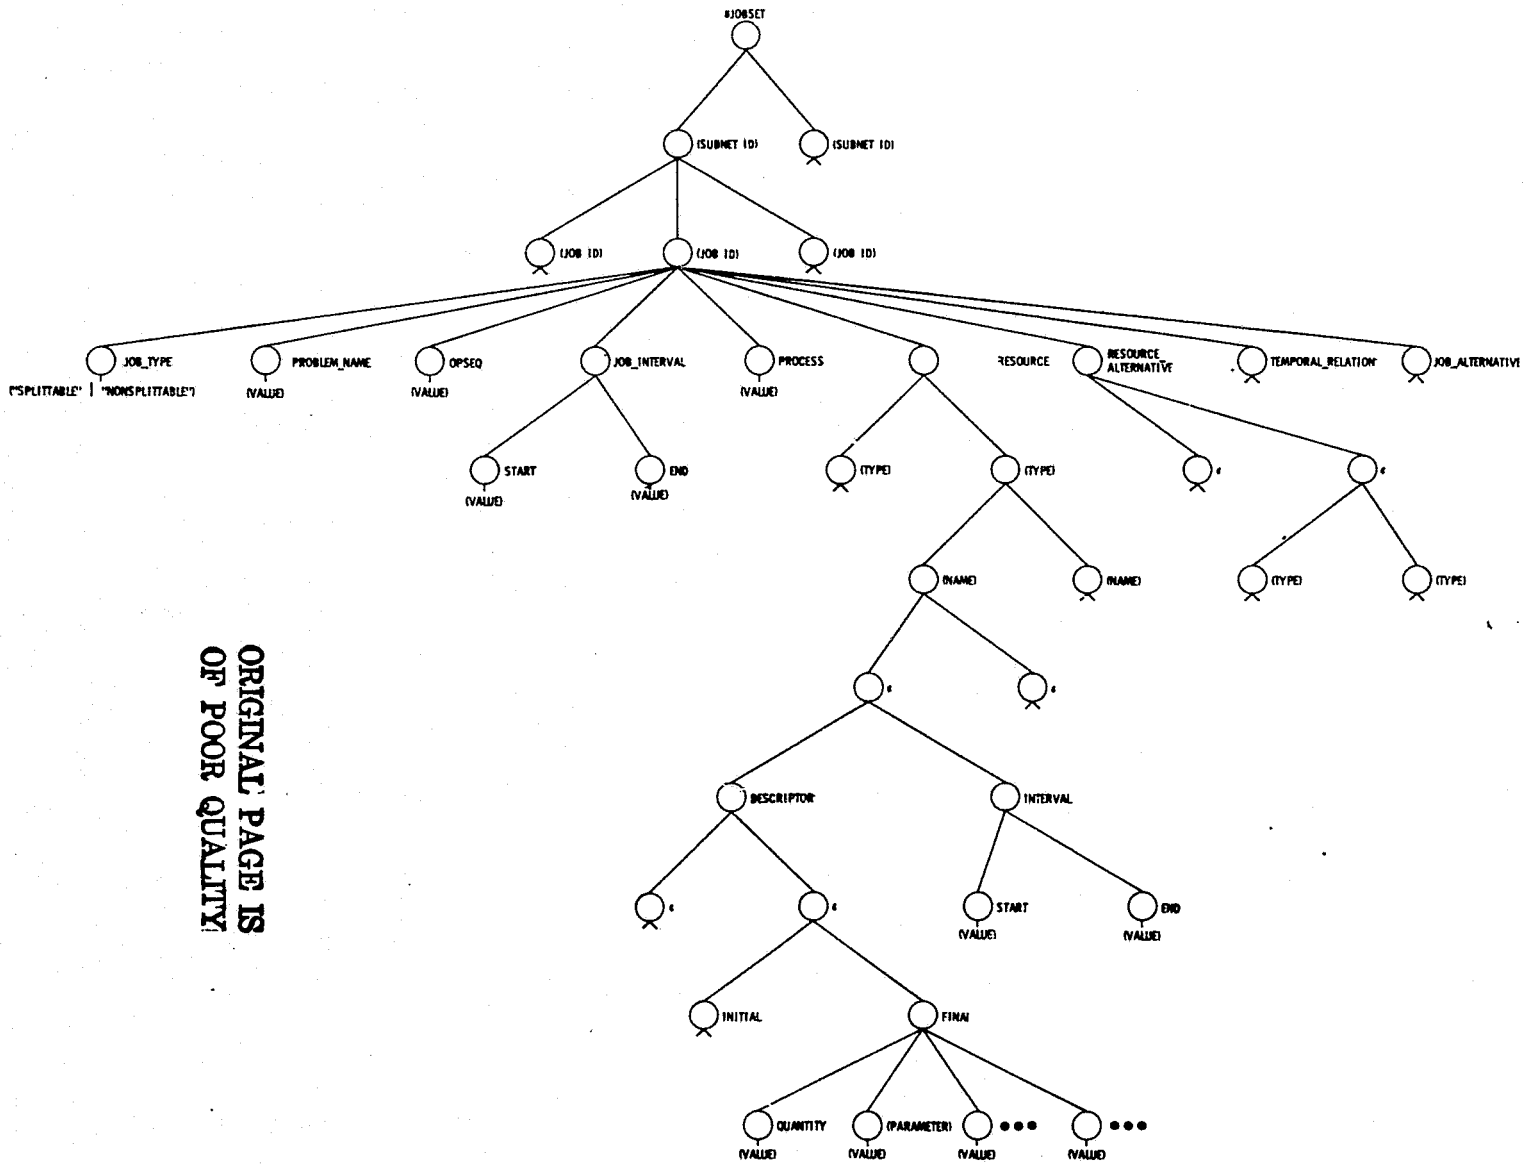 #JOBSET
(SUBNET ID) (SUBNET ID)
(JOB ID) (JOB ID) (JOB ID)
JOB_TYPE PROBLEM_NAME OPSEQ JOB_INTERVAL PROCESS RESOURCE RESOURCE_ TEMPORAL_RELATION JOB_ALTERNATIVE
ALTERNATIVE
("SPLITTABLE" | "NONSPLITTABLE") (VALUE) (VALUE) (VALUE)
START END (TYPE) (TYPE) ¢ ¢
(VALUE) (VALUE)
(NAME) (NAME) (TYPE) (TYPE)
¢ ¢
DESCRIPTOR INTERVAL
¢ ¢ START END
(VALUE) (VALUE)
INITIAL FINAL
QUANTITY (PARAMETER) ●●● ●●●
(VALUE) (VALUE) (VALUE) (VALUE)
ORIGINAL PAGE IS
OF POOR QUALITY